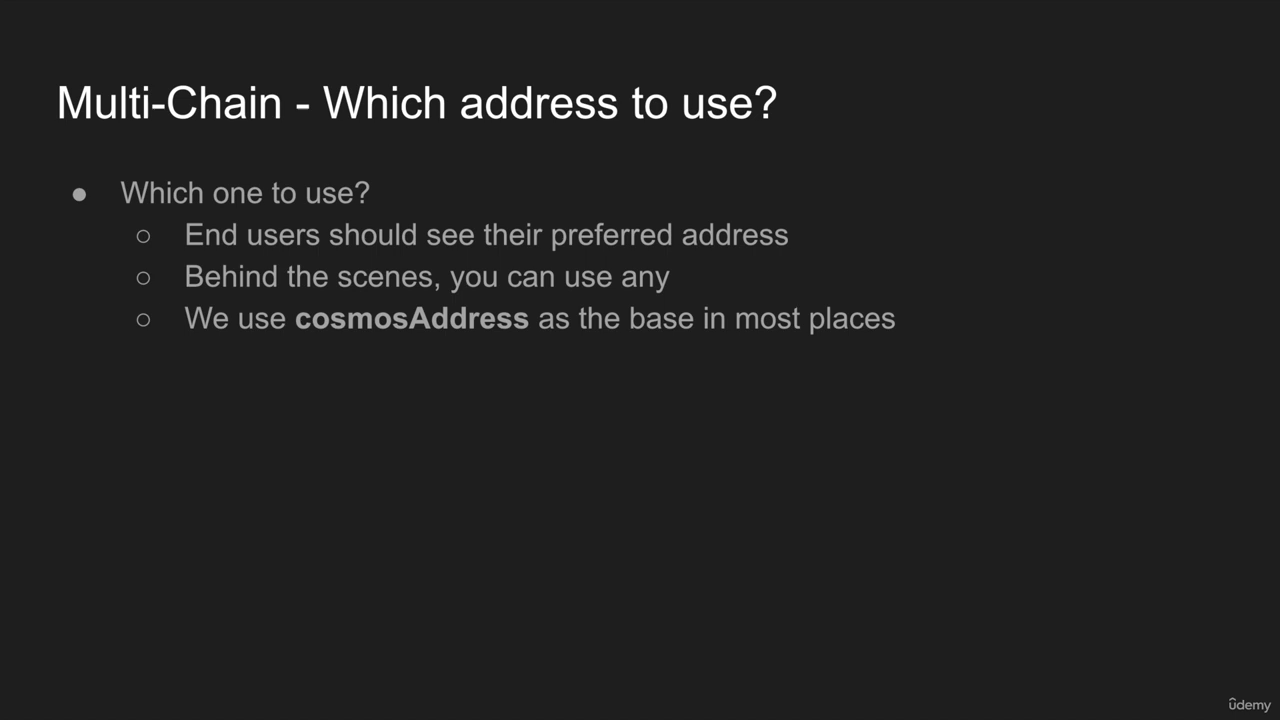 Multi-Chain - Which address to use?
● Which one to use?
○ End users should see their preferred address
○ Behind the scenes, you can use any
○ We use cosmosAddress as the base in most places
ûdemy